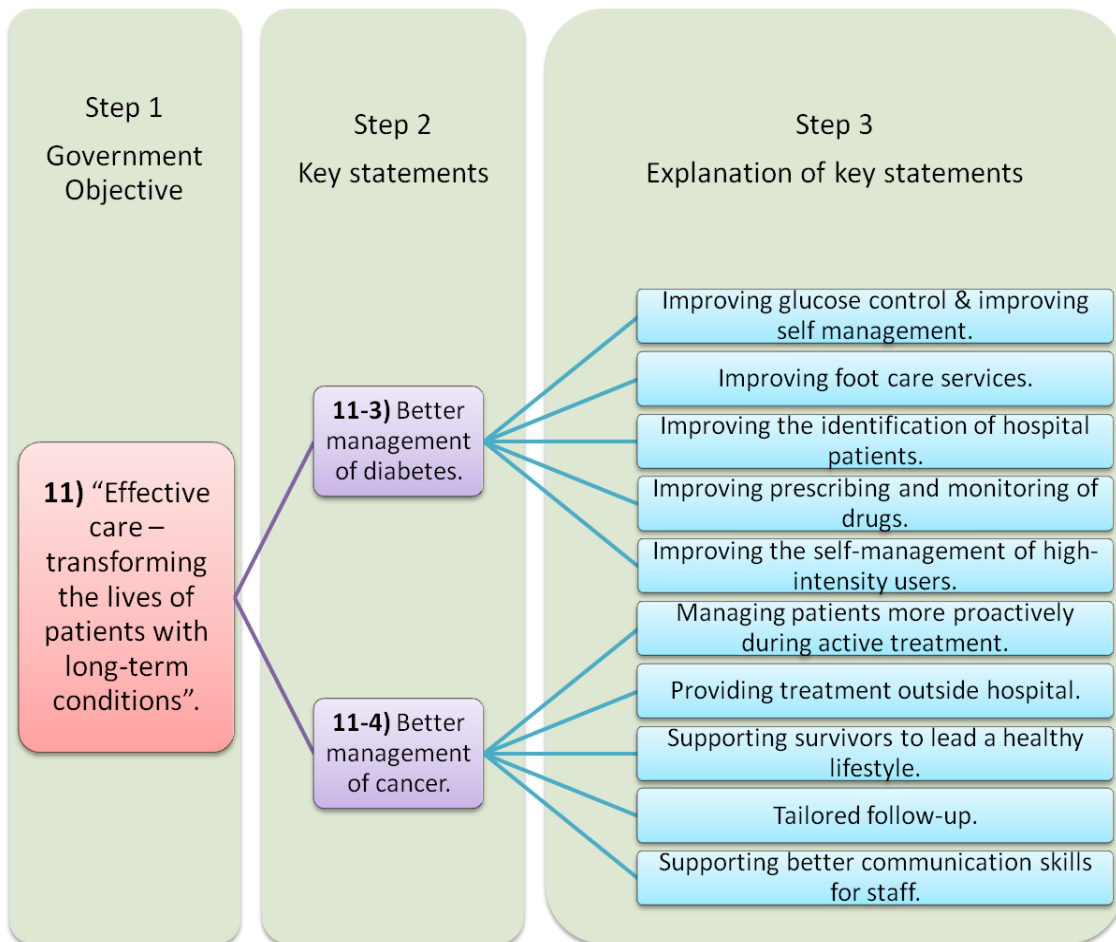 Step 1
Government
Objective
Step 2
Key statements
Step 3
Explanation of key statements
11) “Effective
care –
transforming
the lives of
patients with
long-term
conditions”.
11-3) Better
management
of diabetes.
11-4) Better
management
of cancer.
Improving glucose control & improving
self management.
Improving foot care services.
Improving the identification of hospital
patients.
Improving prescribing and monitoring of
drugs.
Improving the self-management of high-
intensity users.
Managing patients more proactively
during active treatment.
Providing treatment outside hospital.
Supporting survivors to lead a healthy
lifestyle.
Tailored follow-up.
Supporting better communication skills
for staff.